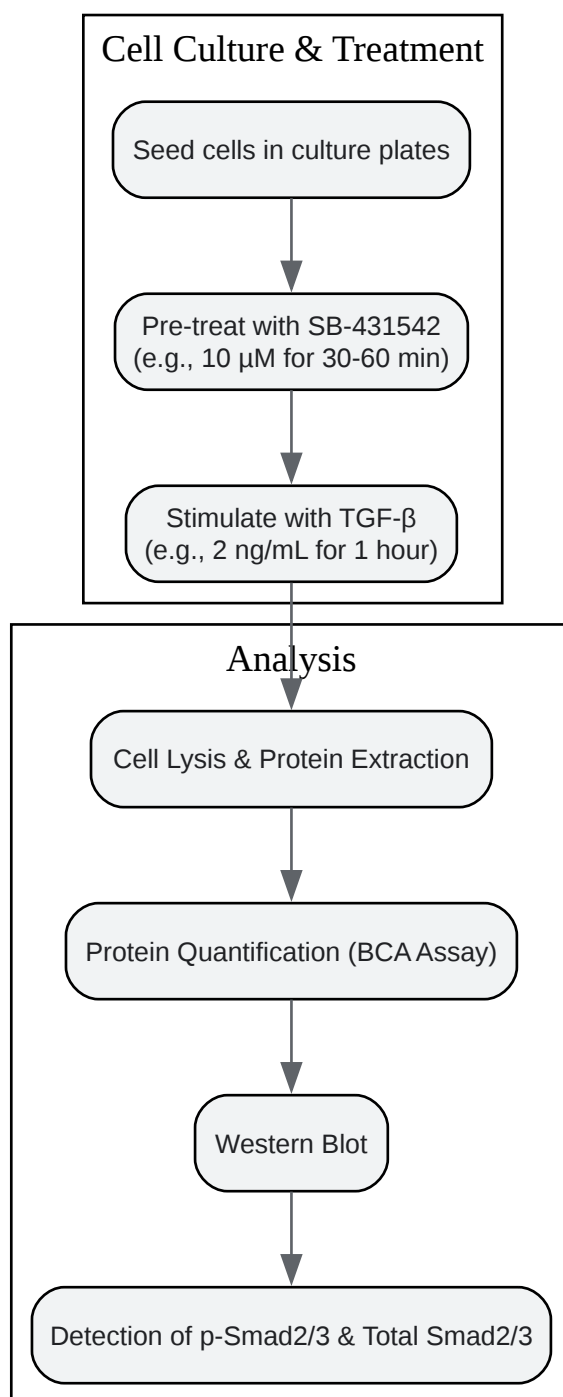 Cell Culture & Treatment
Seed cells in culture plates
Pre-treat with SB-431542
(e.g., 10 µM for 30-60 min)
Stimulate with TGF-β
(e.g., 2 ng/mL for 1 hour)
Analysis
Cell Lysis & Protein Extraction
Protein Quantification (BCA Assay)
Western Blot
Detection of p-Smad2/3 & Total Smad2/3